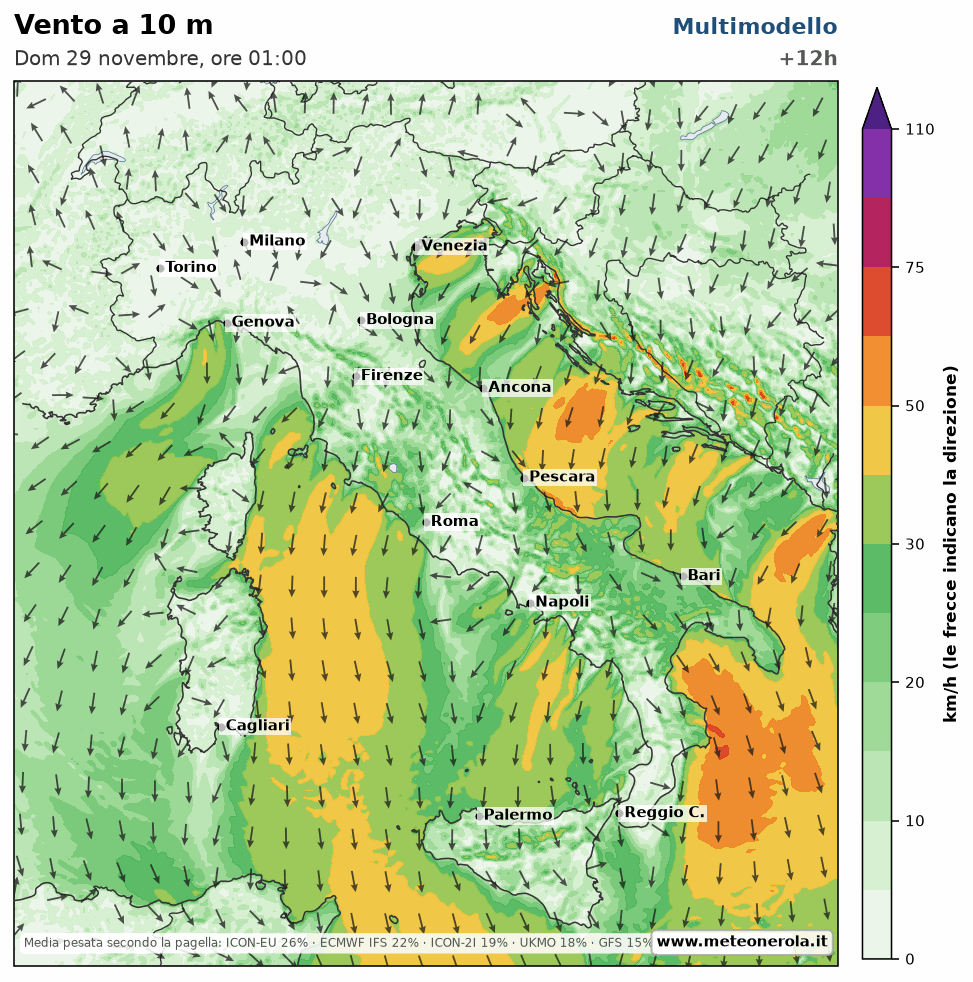 Vento a 10 m
Multimodello
Dom 29 novembre, ore 01:00
+12h
110
75
50
30
20
10
0
km/h (le frecce indicano la direzione)
Venezia
Milano
Torino
Genova
Bologna
Firenze
Ancona
Pescara
Roma
Bari
Napoli
Cagliari
Palermo
Reggio C.
Media pesata secondo la pagella: ICON-EU 26% · ECMWF IFS 22% · ICON-2I 19% · UKMO 18% · GFS 15%
www.meteonerola.it